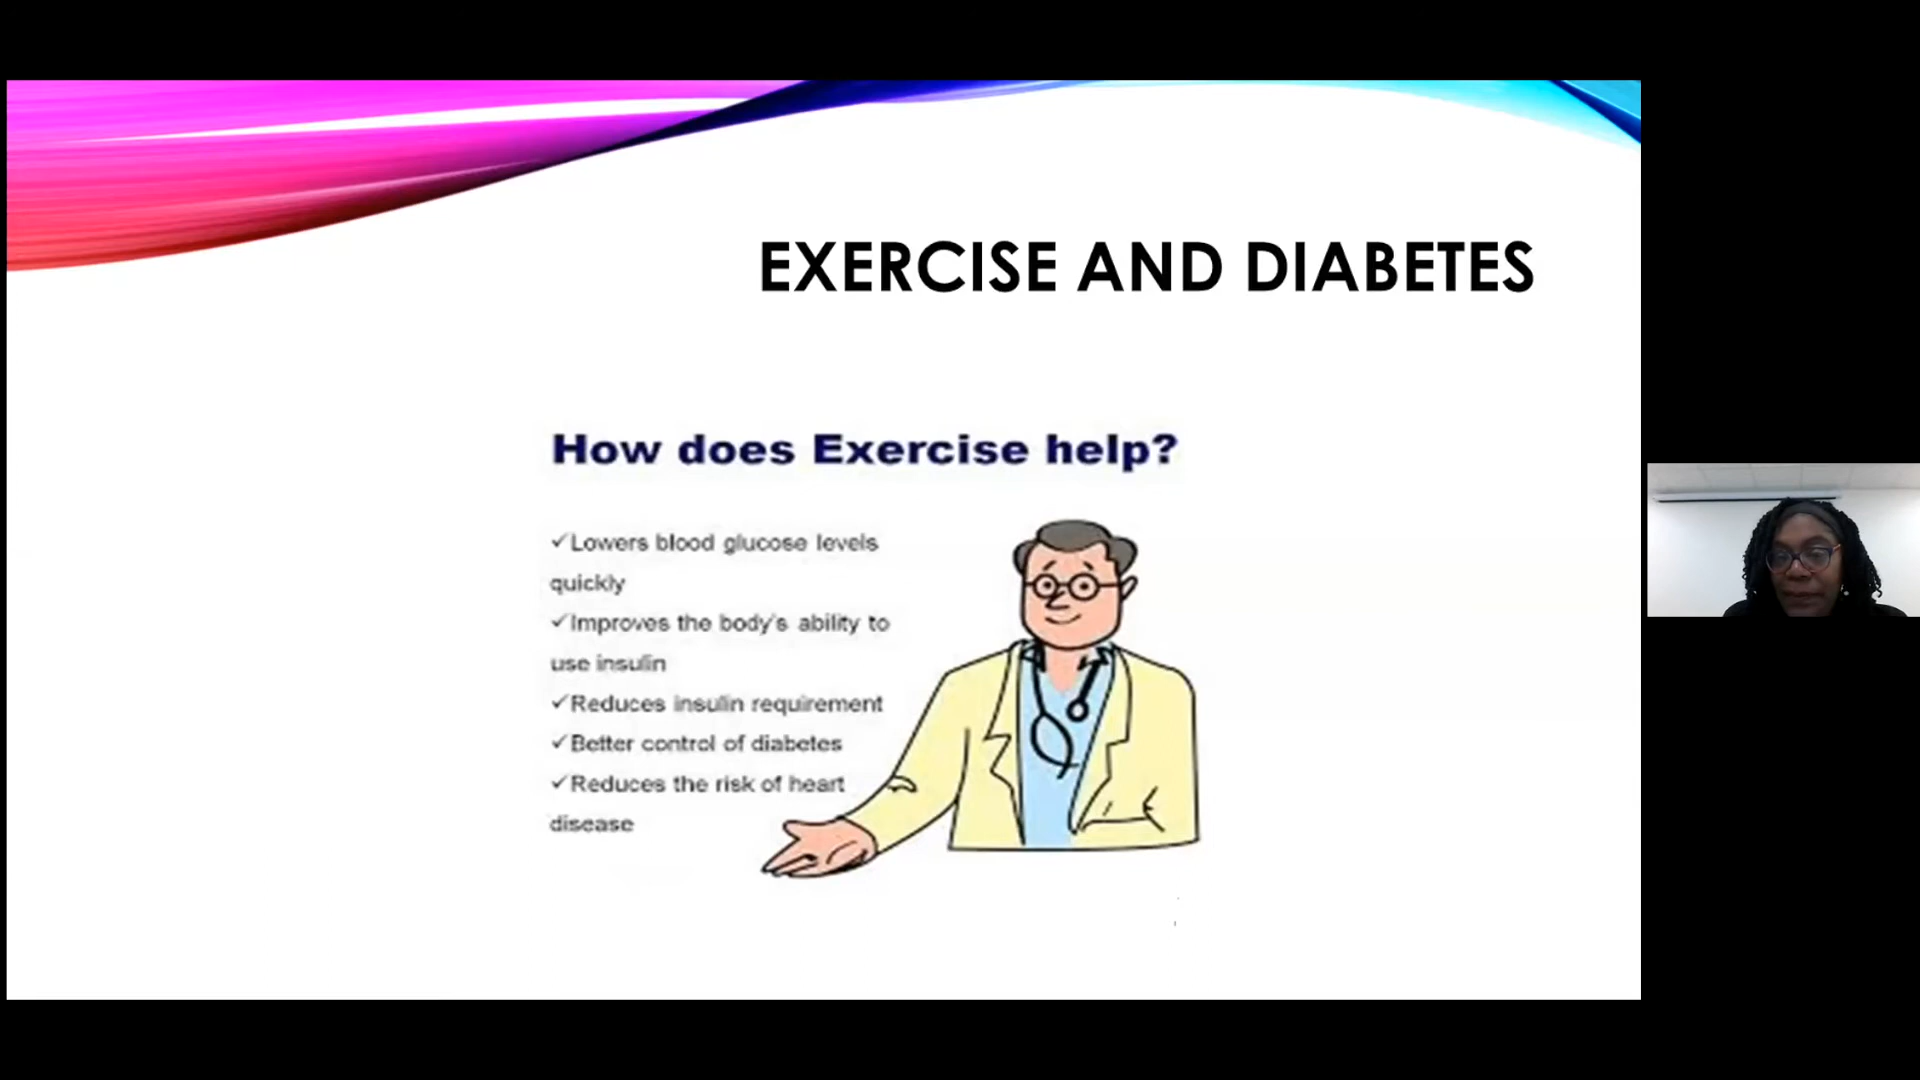 EXERCISE AND DIABETES
How does Exercise help?
✓Lowers blood glucose levels
quickly
✓Improves the body's ability to
use insulin
✓Reduces insulin requirement
✓Better control of diabetes
✓Reduces the risk of heart
disease